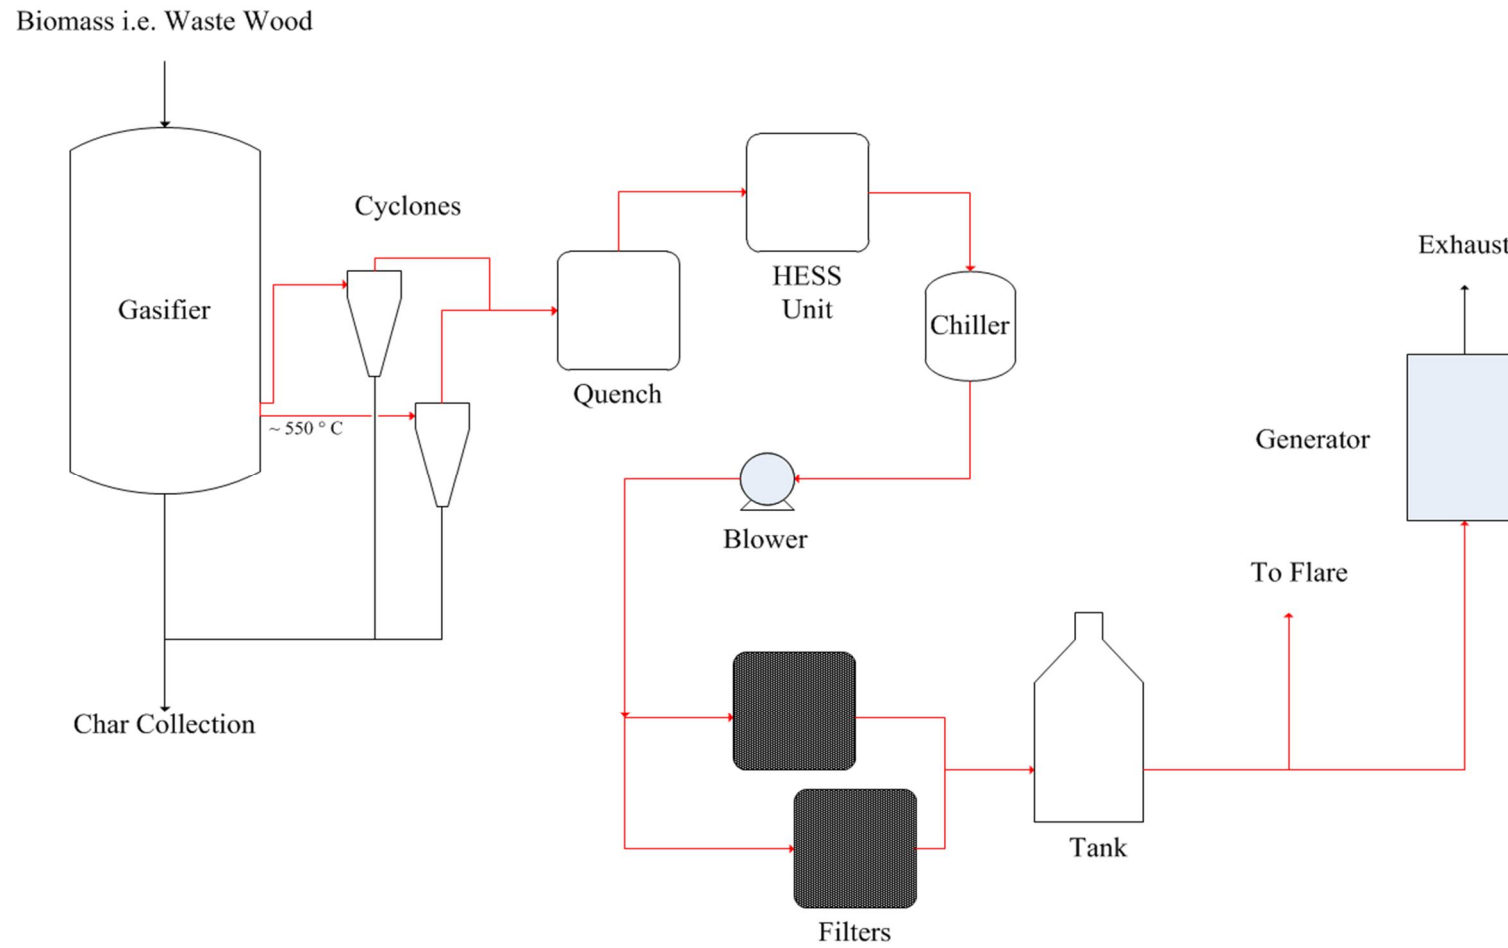 Biomass i.e. Waste Wood
Cyclones
Gasifier
~ 550 ° C
Quench
HESS
Unit
Chiller
Exhaust
Generator
Blower
To Flare
Char Collection
Tank
Filters